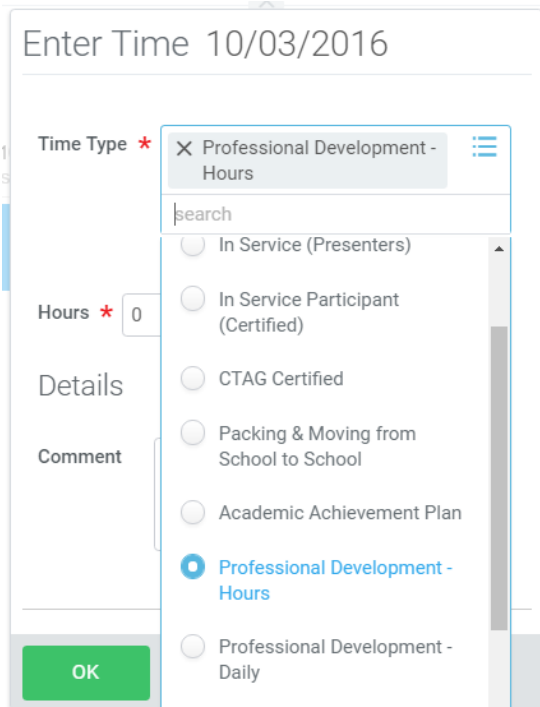 Enter Time 10/03/2016
Time Type *
× Professional Development -
Hours
search
In Service (Presenters)
In Service Participant
(Certified)
CTAG Certified
Packing & Moving from
School to School
Academic Achievement Plan
Professional Development -
Hours
Professional Development -
Daily
Hours * 0
Details
Comment
OK